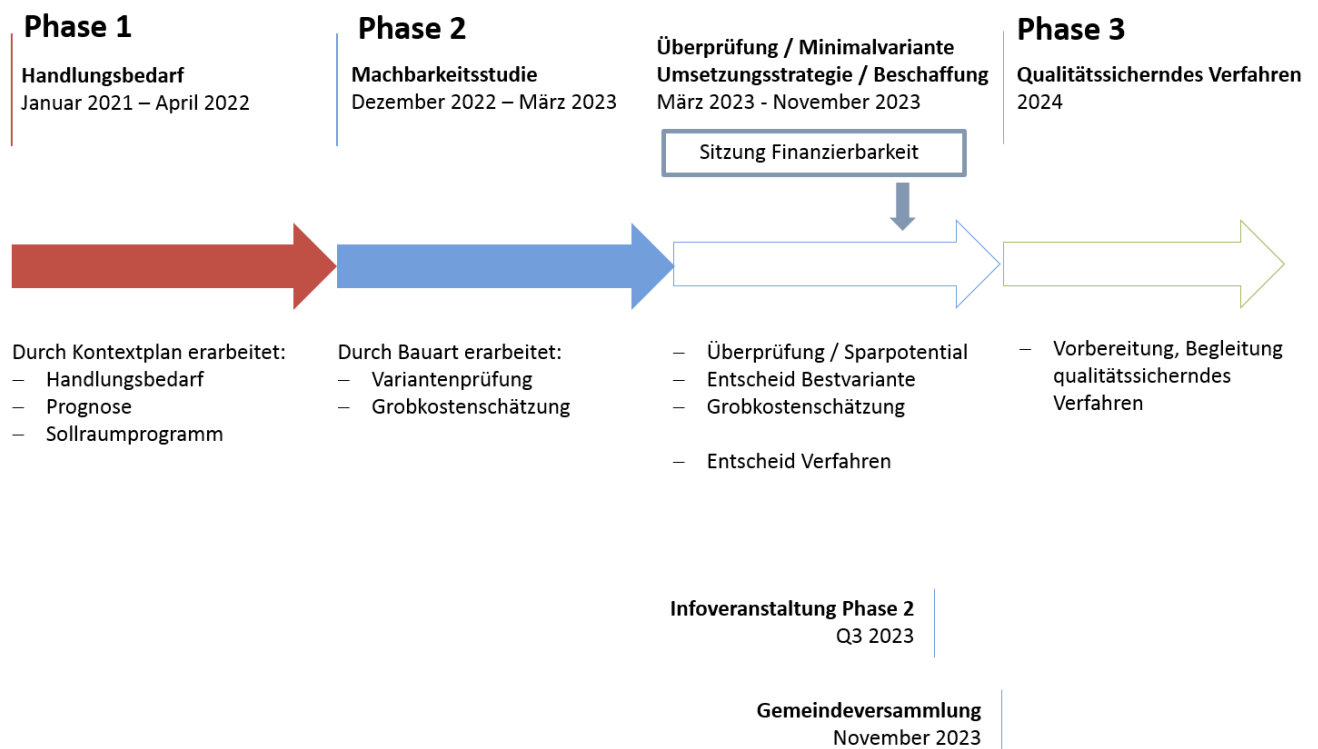 Phase 1
Handlungsbedarf
Januar 2021 – April 2022
Phase 2
Machbarkeitsstudie
Dezember 2022 – März 2023
Überprüfung / Minimalvariante
Umsetzungsstrategie / Beschaffung
März 2023 - November 2023
Sitzung Finanzierbarkeit
Phase 3
Qualitätssicherndes Verfahren
2024
Durch Kontextplan erarbeitet:
– Handlungsbedarf
– Prognose
– Sollraumprogramm
Durch Bauart erarbeitet:
– Variantenprüfung
– Grobkostenschätzung
– Überprüfung / Sparpotential
– Entscheid Bestvariante
– Grobkostenschätzung
– Entscheid Verfahren
– Vorbereitung, Begleitung
qualitätssicherndes
Verfahren
Infoveranstaltung Phase 2
Q3 2023
Gemeindeversammlung
November 2023